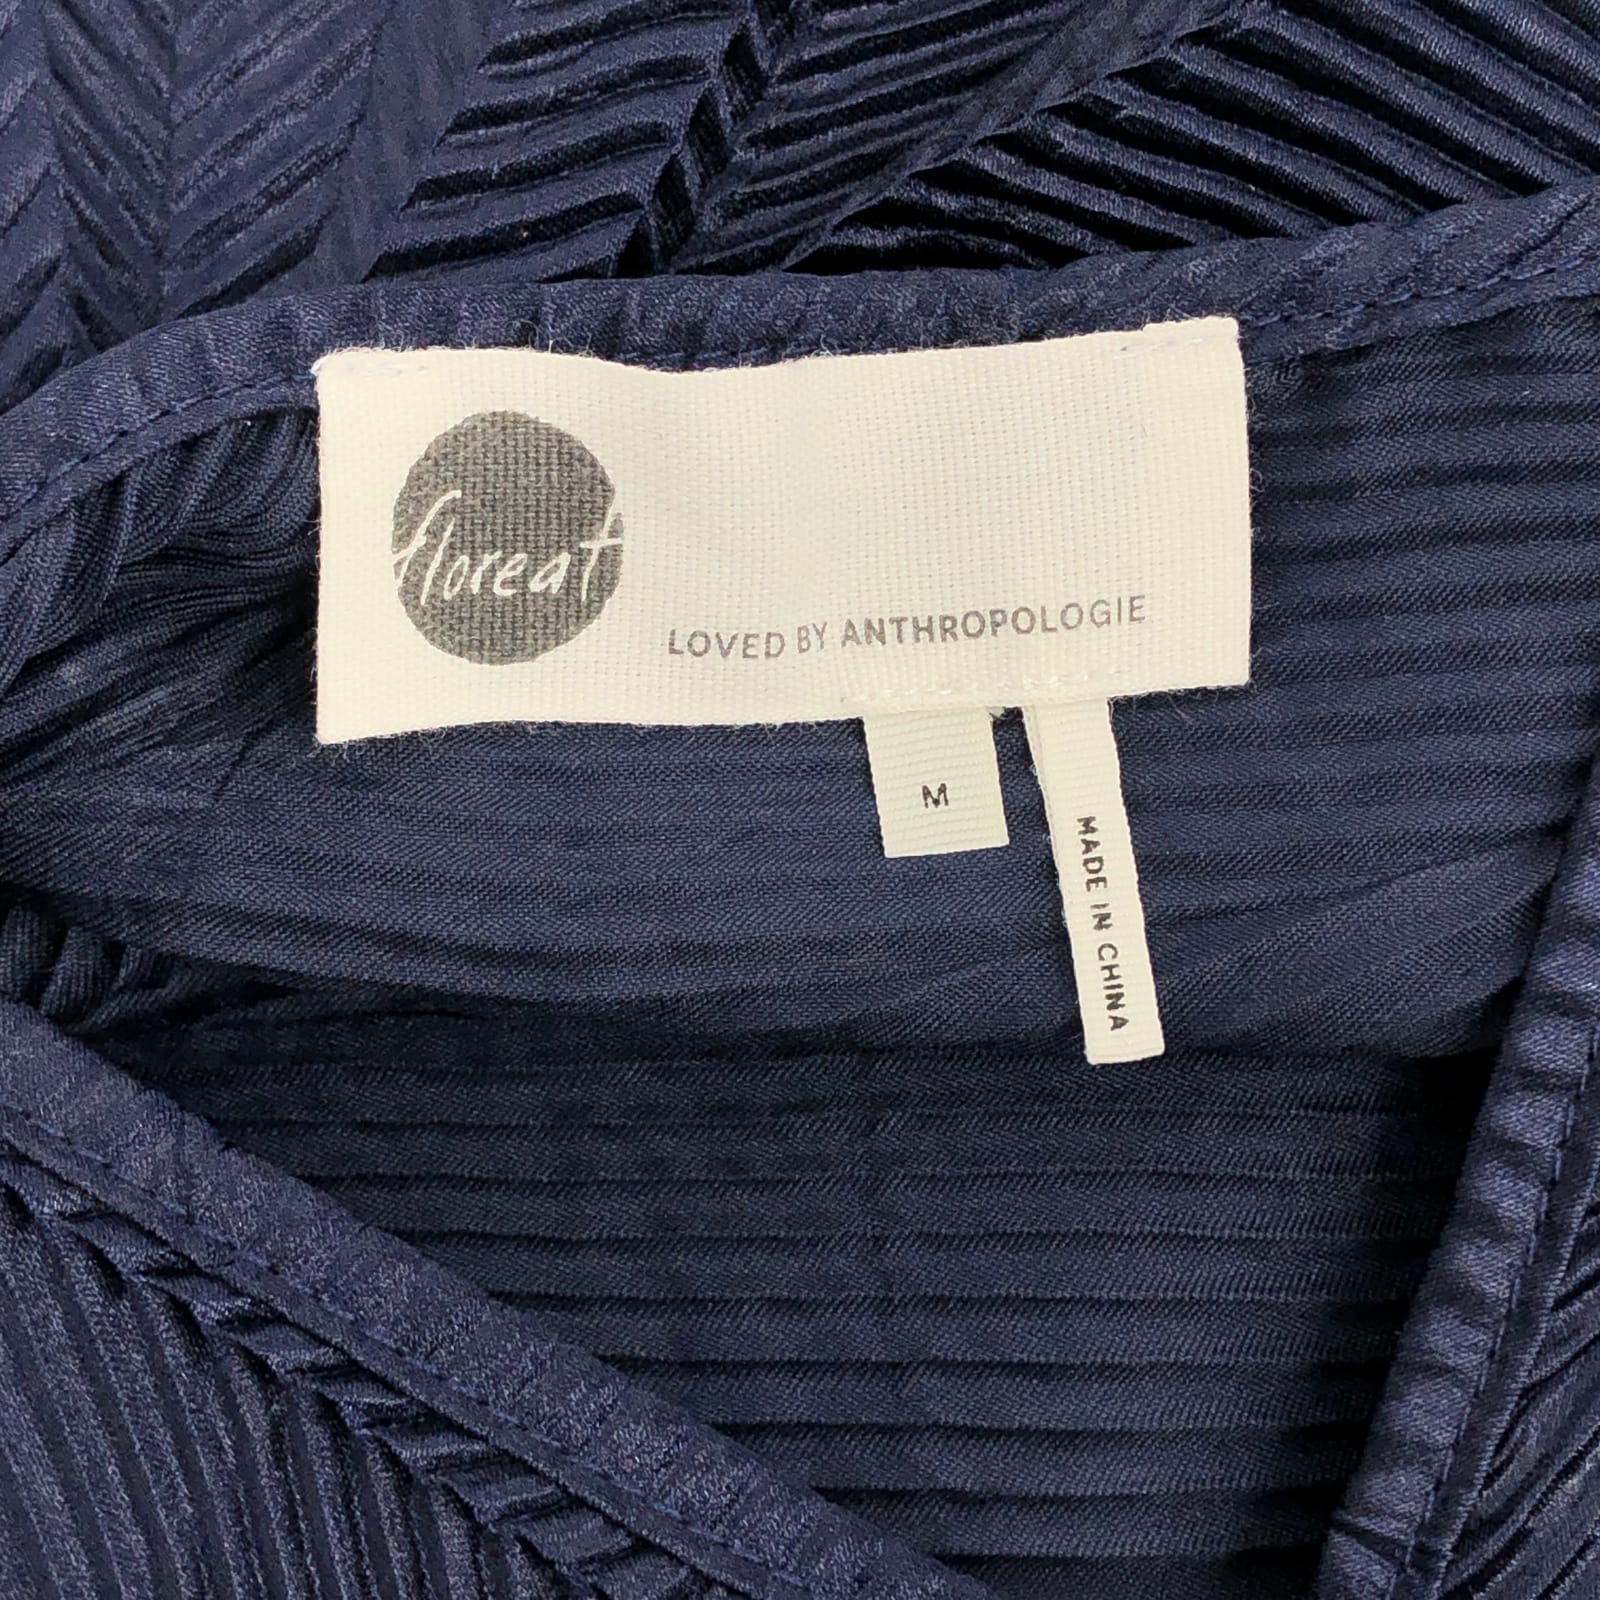 floreat
LOVED BY ANTHROPOLOGIE
M
MADE IN CHINA